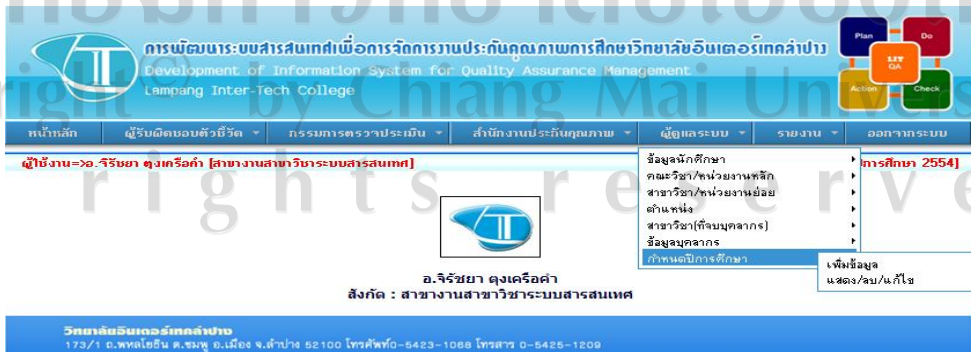 การพัฒนาระบบสารสนเทศเพื่อการจัดการงานประกันคุณภาพการศึกษาวิทยาลัยอินเตอร์เทคลำปาง
Development of Information System for Quality Assurance Management
Lampang Inter-Tech College
Plan
Do
LIT
QA
Action
Check
right © by Chiang Mai Univers
หน้าหลัก
ผู้รับผิดชอบตัวชี้วัด
กรรมการตรวจประเมิน
สำนักงานประกันคุณภาพ
ผู้ดูแลระบบ
รายงาน
ออกจากระบบ
ผู้ใช้งาน=>อ.จิรัชยา ตุงเครือคำ [สาขางานสาขาวิชาระบบสารสนเทศ]
ปีการศึกษา 2554]
ข้อมูลนักศึกษา
คณะวิชา/หน่วยงานหลัก
สาขาวิชา/หน่วยงานย่อย
ตำแหน่ง
สาขาวิชา(ที่จบบุคลากร)
ข้อมูลบุคลากร
กำหนดปีการศึกษา
เพิ่มข้อมูล
แสดง/ลบ/แก้ไข
rights reserve
อ.จิรัชยา ตุงเครือคำ
สังกัด : สาขางานสาขาวิชาระบบสารสนเทศ
วิทยาลัยอินเตอร์เทคลำปาง
173/1 ถ.พหลโยธิน ต.ชมพู อ.เมือง จ.ลำปาง 52100 โทรศัพท์0-5423-1068 โทรสาร 0-5425-1209